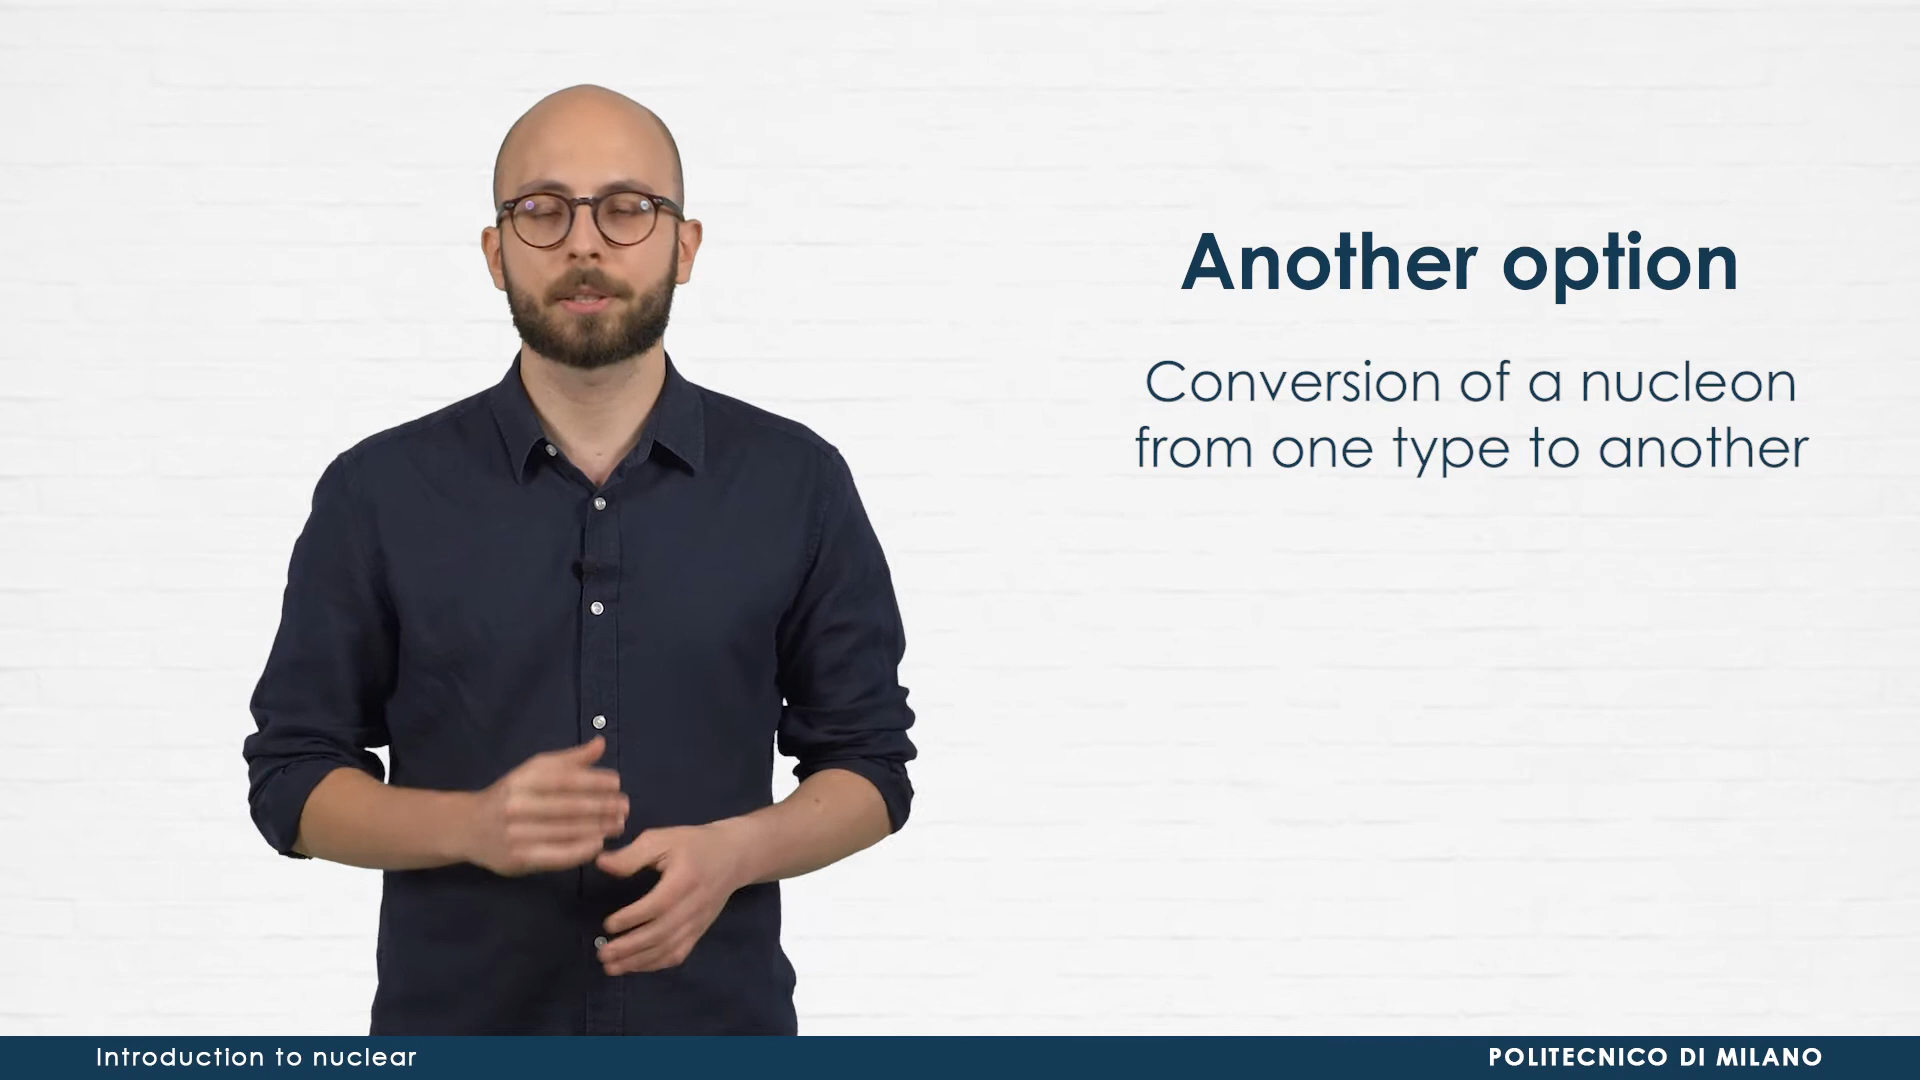 Another option
Conversion of a nucleon
from one type to another
Introduction to nuclear
POLITECNICO DI MILANO